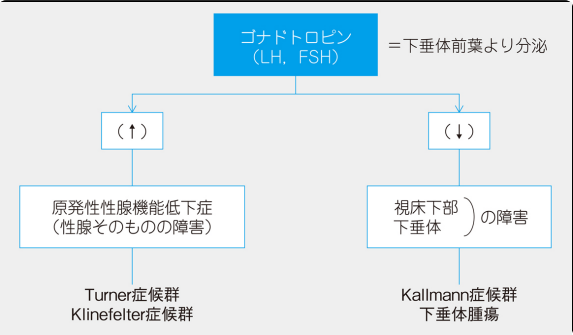 ゴナドトロピン
(LH, FSH)
=下垂体前葉より分泌
(↑)
(↓)
原発性性腺機能低下症
(性腺そのものの障害)
視床下部
下垂体
)の障害
Turner症候群
Klinefelter症候群
Kallmann症候群
下垂体腫瘍